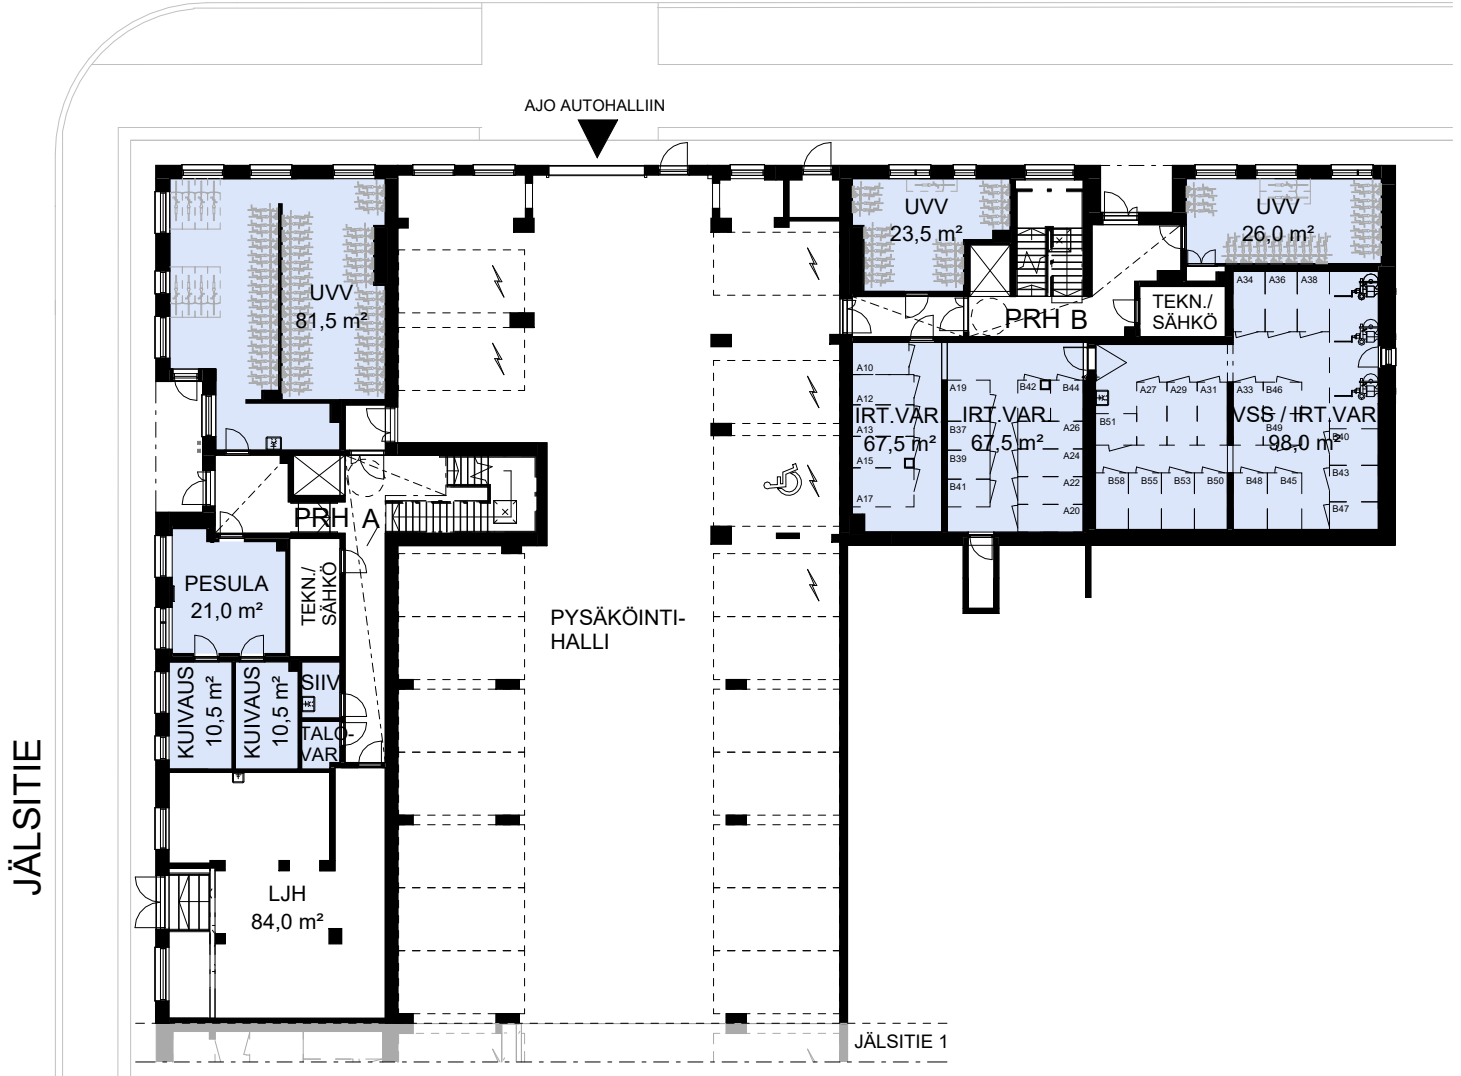 AJO AUTOHALLIIN
UVV
23,5 m²
UVV
26,0 m²
UVV
81,5 m²
PRH B
TEKN./
SÄHKÖ
A34
A36
A38
A10
A12
A13
A15
A17
IRT.VAR
67,5 m²
A19
B37
B39
B41
B42
B44
A26
A24
A22
A20
IRT.VAR
67,5 m²
B51
A27
A29
A31
A33
B46
B49
B40
B43
B47
VSS / IRT.VAR
98,0 m²
B58
B55
B53
B50
B48
B45
PRH A
TEKN./
SÄHKÖ
PESULA
21,0 m²
KUIVAUS
10,5 m²
KUIVAUS
10,5 m²
SIIV
TALO-
VAR
PYSÄKÖINTI-
HALLI
LJH
84,0 m²
JÄLSITIE
JÄLSITIE 1